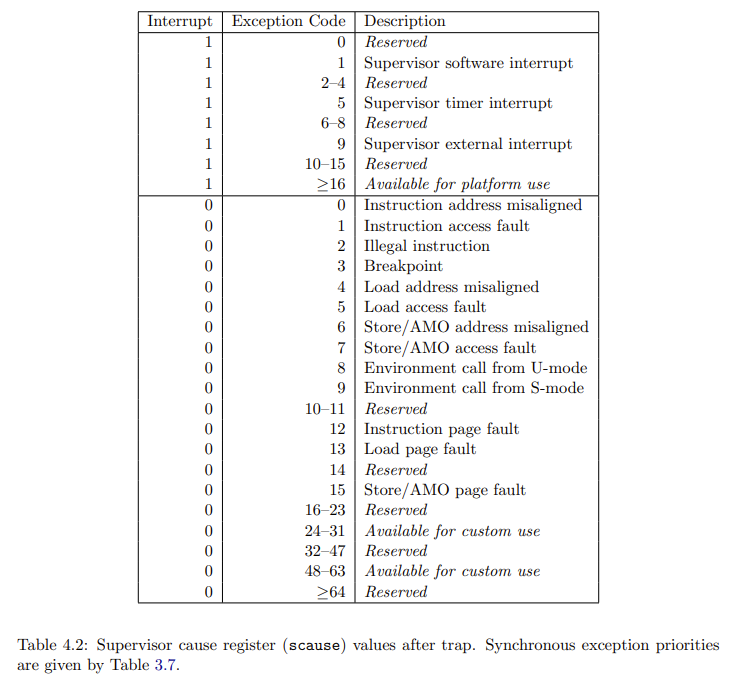 Interrupt Exception Code Description
1 0 Reserved
1 1 Supervisor software interrupt
1 2–4 Reserved
1 5 Supervisor timer interrupt
1 6–8 Reserved
1 9 Supervisor external interrupt
1 10–15 Reserved
1 ≥16 Available for platform use
0 0 Instruction address misaligned
0 1 Instruction access fault
0 2 Illegal instruction
0 3 Breakpoint
0 4 Load address misaligned
0 5 Load access fault
0 6 Store/AMO address misaligned
0 7 Store/AMO access fault
0 8 Environment call from U-mode
0 9 Environment call from S-mode
0 10–11 Reserved
0 12 Instruction page fault
0 13 Load page fault
0 14 Reserved
0 15 Store/AMO page fault
0 16–23 Reserved
0 24–31 Available for custom use
0 32–47 Reserved
0 48–63 Available for custom use
0 ≥64 Reserved
Table 4.2: Supervisor cause register (scause) values after trap. Synchronous exception priorities
are given by Table 3.7.